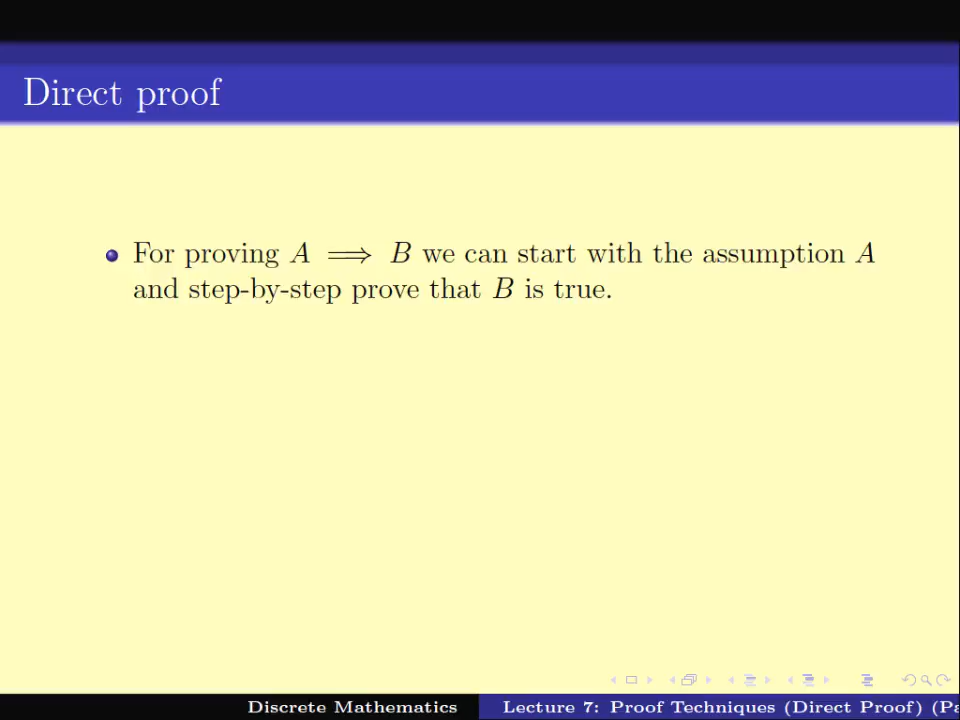 Direct proof
For proving A ⟹ B we can start with the assumption A
and step-by-step prove that B is true.
Discrete Mathematics Lecture 7: Proof Techniques (Direct Proof) (Pa